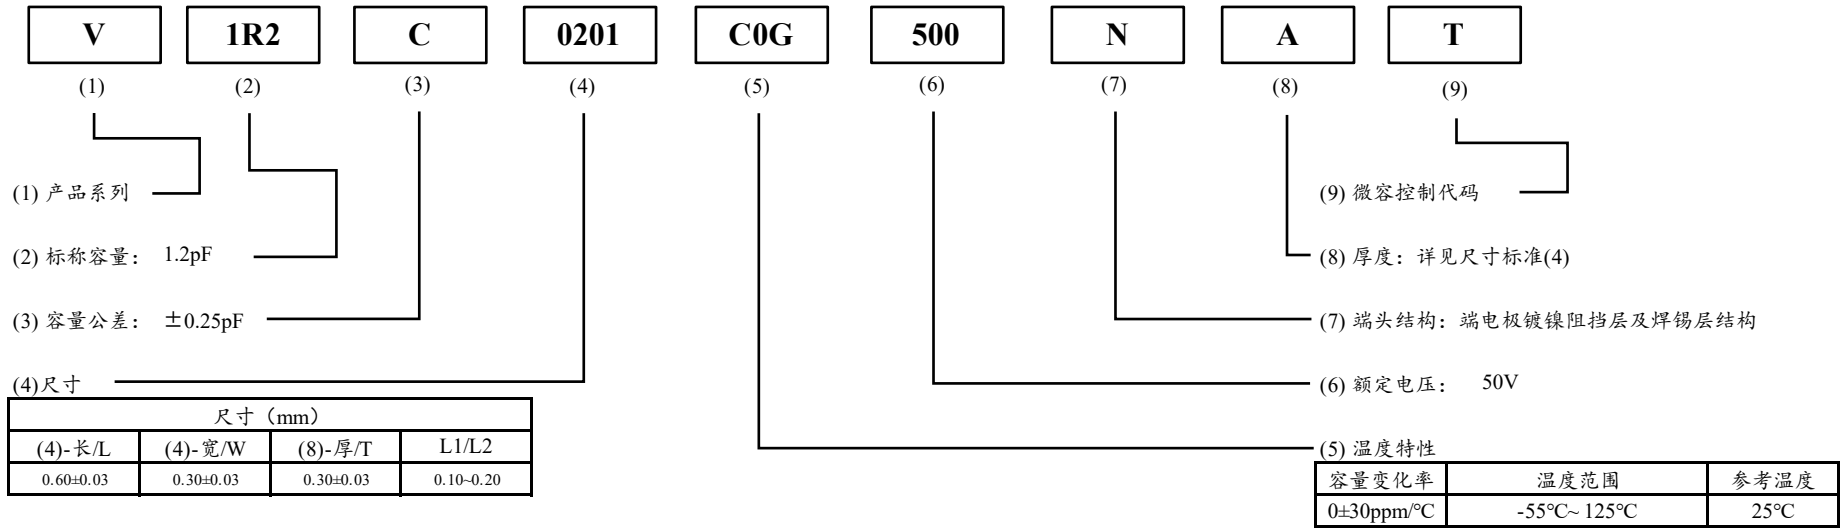 V 1R2 C 0201 C0G 500 N A T
(1) (2) (3) (4) (5) (6) (7) (8) (9)
(1) 产品系列
(9) 微容控制代码
(2) 标称容量： 1.2pF
(8) 厚度：详见尺寸标准(4)
(3) 容量公差： ±0.25pF
(7) 端头结构：端电极镀镍阻挡层及焊锡层结构
(4)尺寸
(6) 额定电压： 50V
尺寸（mm）
(4)-长/L (4)-宽/W (8)-厚/T L1/L2
0.60±0.03 0.30±0.03 0.30±0.03 0.10~0.20
(5) 温度特性
容量变化率 温度范围 参考温度
0±30ppm/℃ -55℃~ 125℃ 25℃